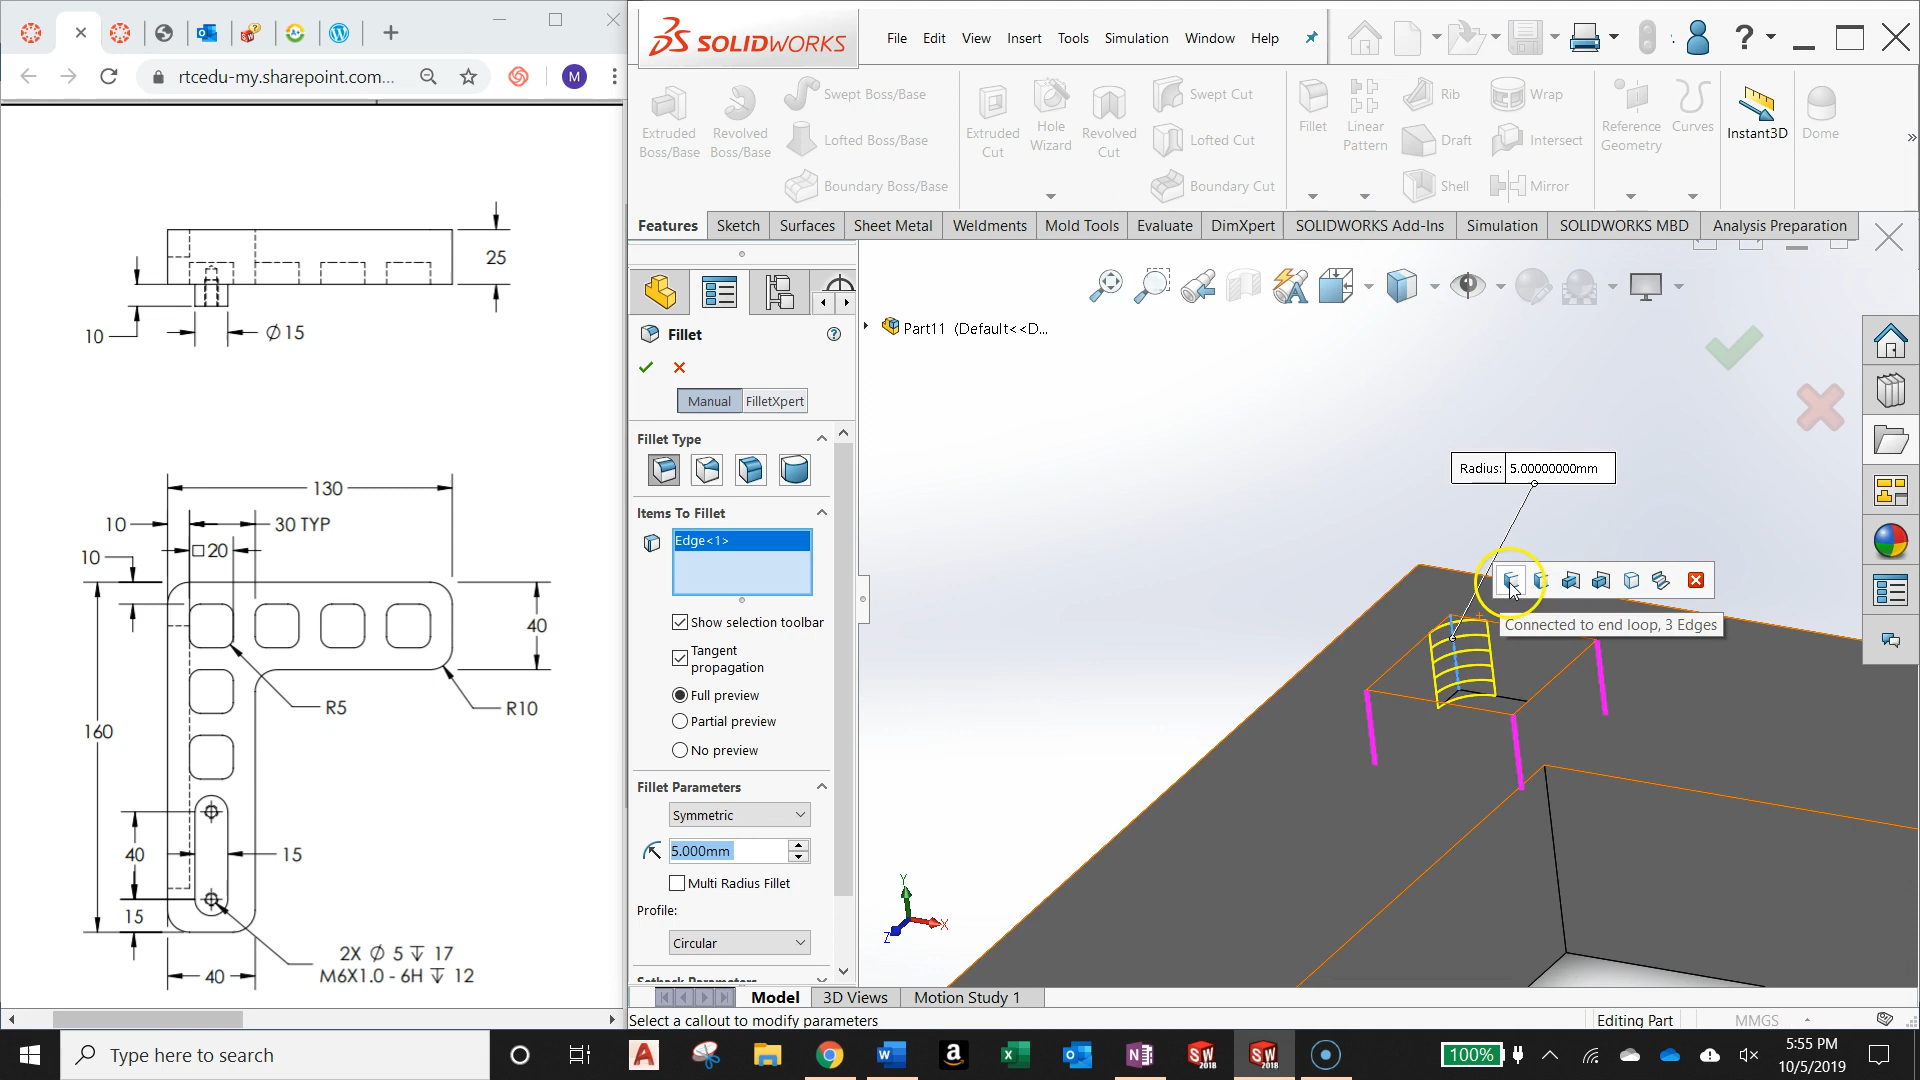 rtcedu-my.sharepoint.com...
M
25
10
Ø 15
130
10
30 TYP
□20
10
40
R5
R10
160
40
15
15
2X Ø 5 ↧ 17
M6X1.0 - 6H ↧ 12
40
Type here to search
SOLIDWORKS
File Edit View Insert Tools Simulation Window Help
Extruded Boss/Base
Revolved Boss/Base
Swept Boss/Base
Lofted Boss/Base
Boundary Boss/Base
Extruded Cut
Hole Wizard
Revolved Cut
Swept Cut
Lofted Cut
Boundary Cut
Fillet
Linear Pattern
Rib
Draft
Shell
Wrap
Intersect
Mirror
Reference Geometry
Curves
Instant3D
Dome
Features Sketch Surfaces Sheet Metal Weldments Mold Tools Evaluate DimXpert SOLIDWORKS Add-Ins Simulation SOLIDWORKS MBD Analysis Preparation
Part11 (Default<<D...
Fillet
Manual FilletXpert
Fillet Type
Items To Fillet
Edge<1>
Show selection toolbar
Tangent propagation
Full preview
Partial preview
No preview
Fillet Parameters
Symmetric
5.000mm
Multi Radius Fillet
Profile:
Circular
Radius: 5.00000000mm
Connected to end loop, 3 Edges
Y
X
Z
Model 3D Views Motion Study 1
Select a callout to modify parameters
Editing Part
MMGS
100%
5:55 PM
10/5/2019